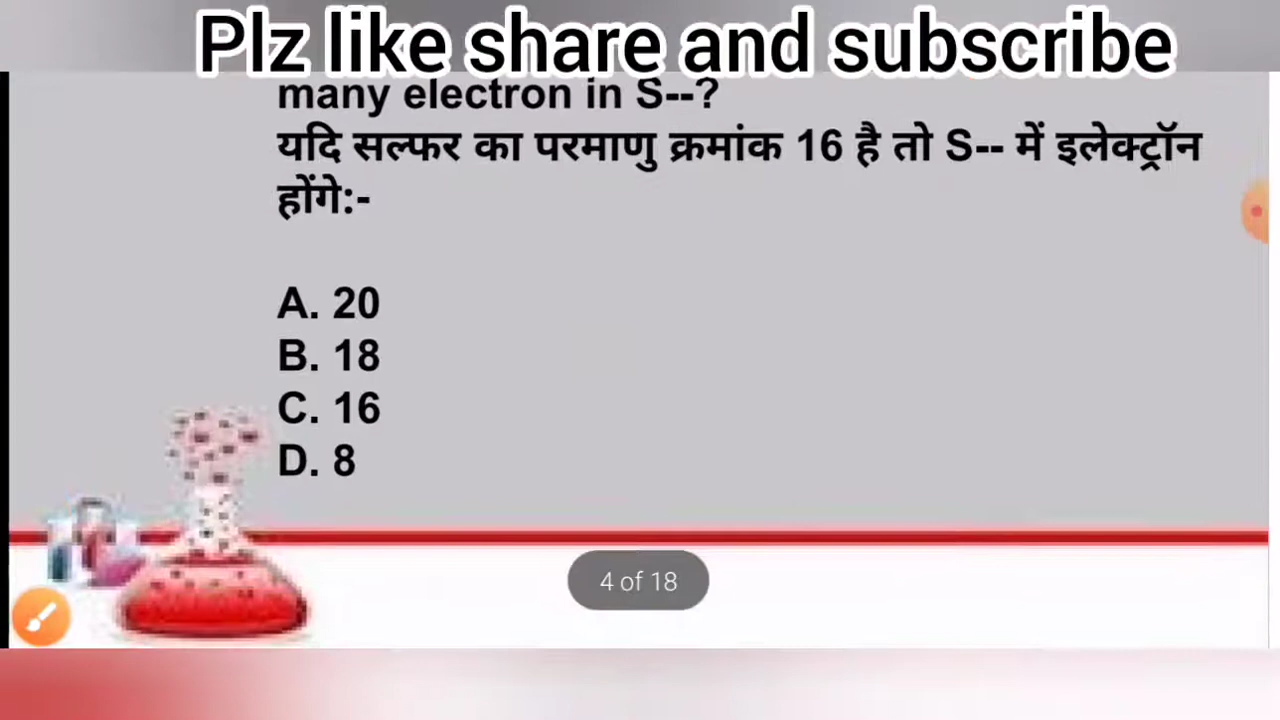 Plz like share and subscribe
many electron in S--?
यदि सल्फर का परमाणु क्रमांक 16 है तो S-- में इलेक्ट्रॉन
होंगे:-
A. 20
B. 18
C. 16
D. 8
4 of 18